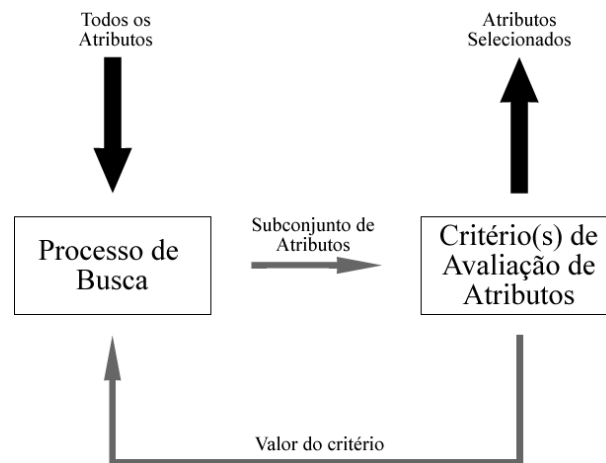 Todos os
Atributos
Atributos
Selecionados
Processo de
Busca
Subconjunto de
Atributos
Critério(s) de
Avaliação de
Atributos
Valor do critério